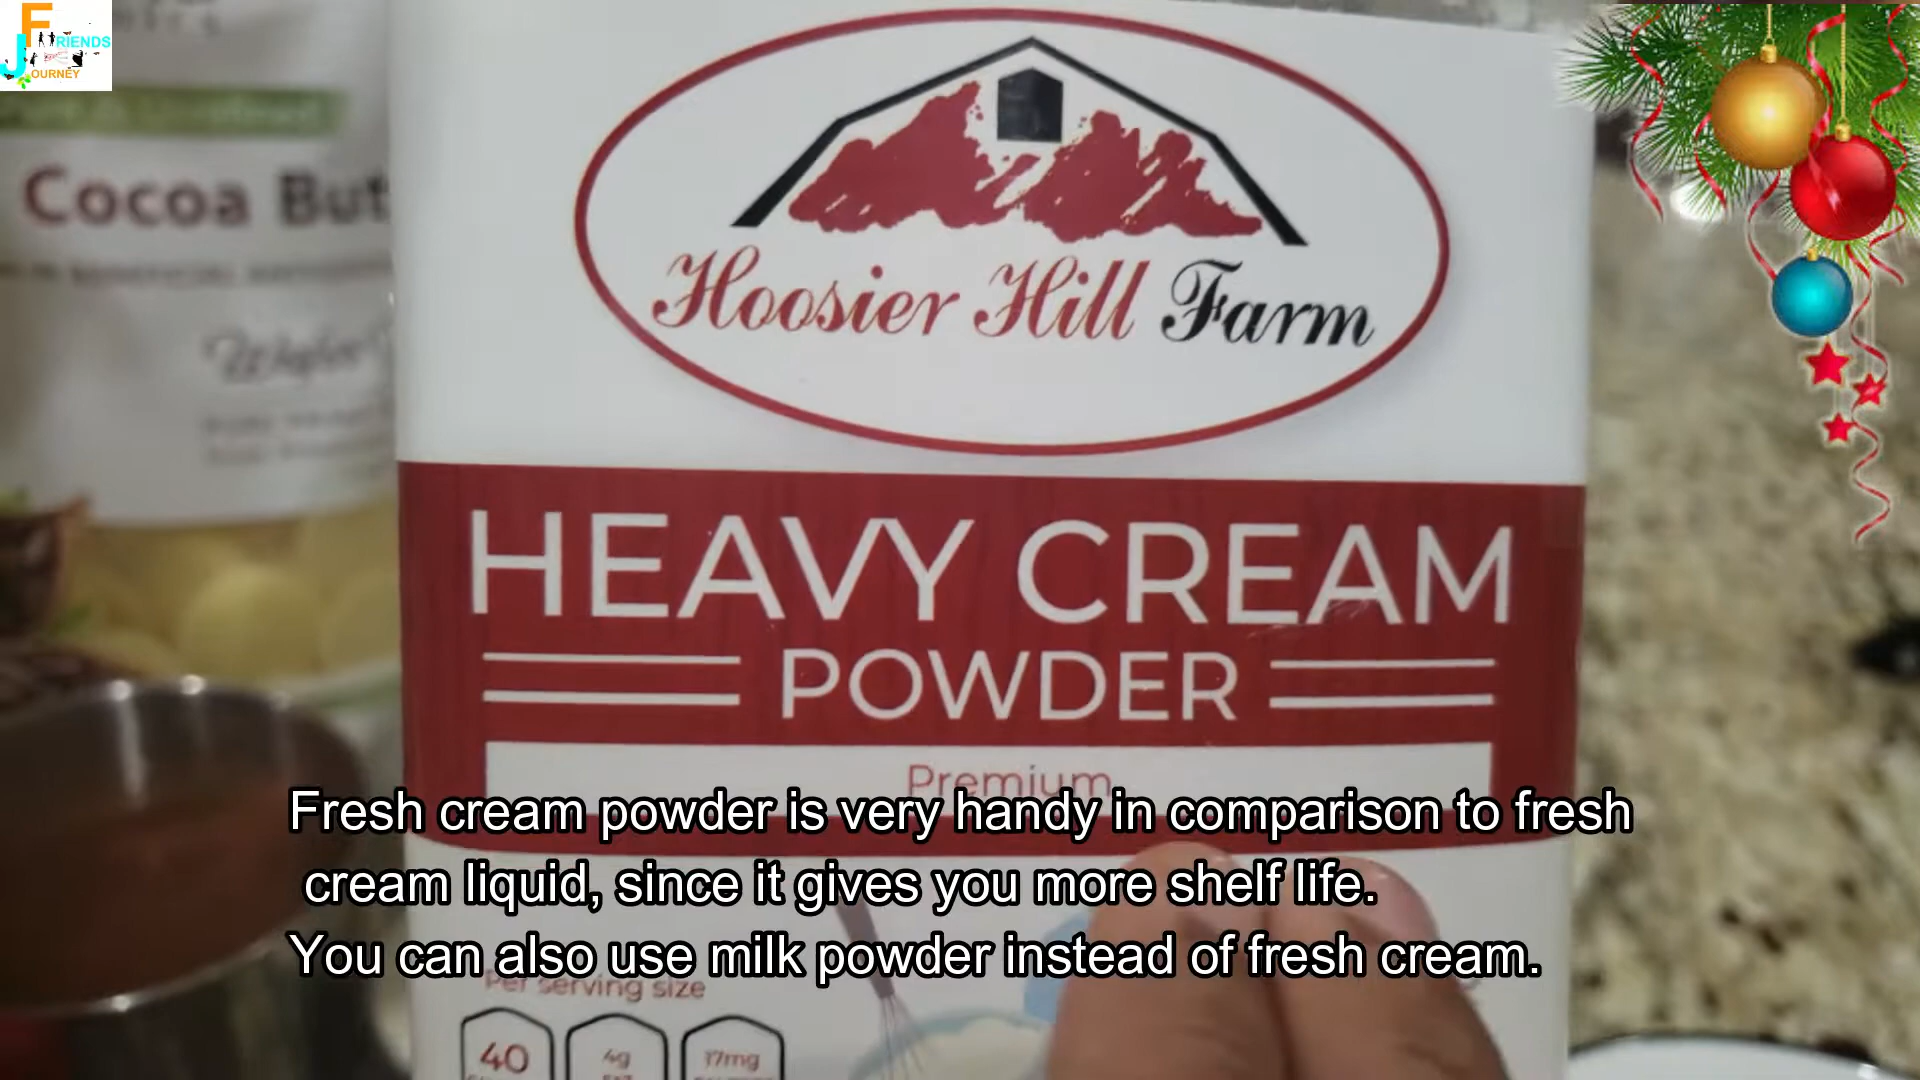 F
RIENDS
J
OURNEY
Cocoa But
Hoosier Hill Farm
HEAVY CREAM
POWDER
Premium
Fresh cream powder is very handy in comparison to fresh
cream liquid, since it gives you more shelf life.
You can also use milk powder instead of fresh cream.
Per serving size
40
4g
17mg